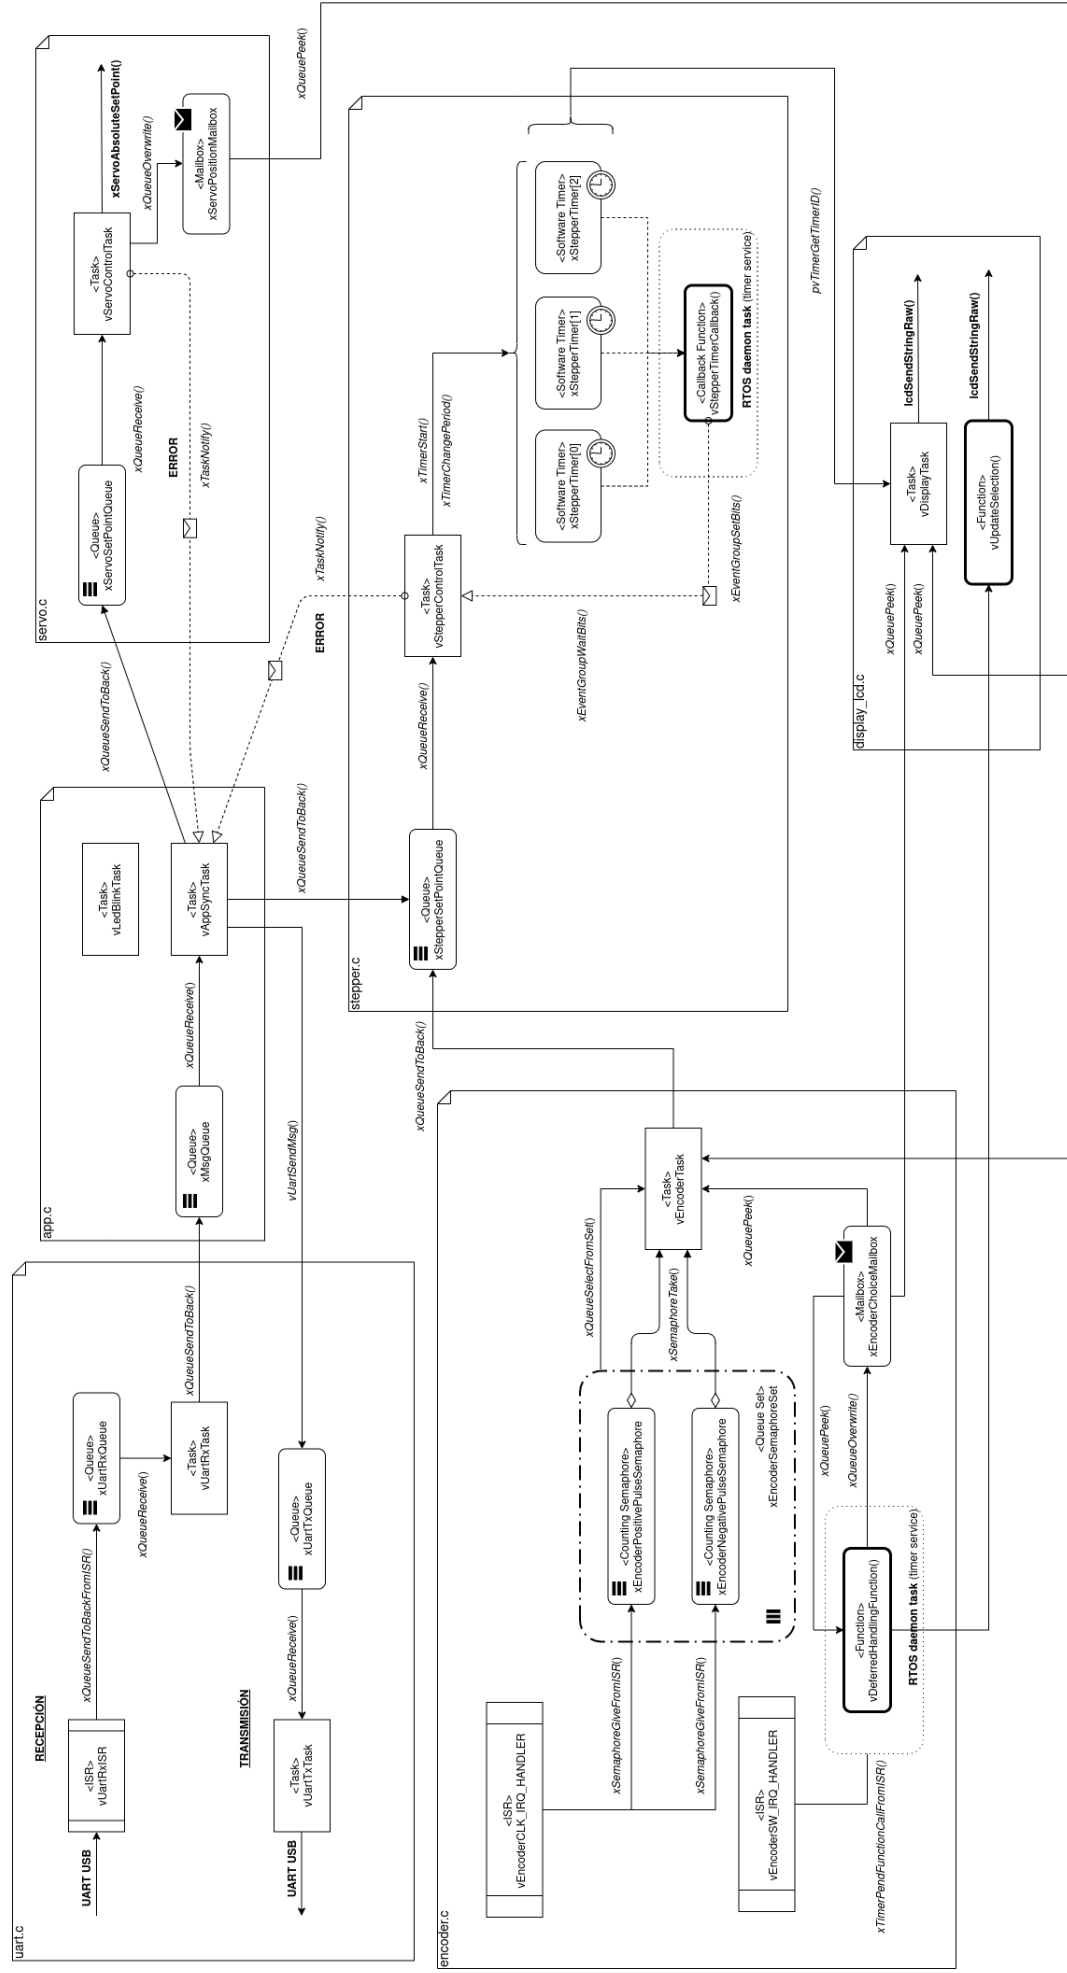 uart.c
RECEPCIÓN
UART USB
<ISR>
vUartRxISR
xQueueSendToBackFromISR()
<Queue>
xUartRxQueue
xQueueReceive()
<Task>
vUartRxTask
xQueueSendToBack()
TRANSMISIÓN
UART USB
<Task>
vUartTxTask
xQueueReceive()
<Queue>
xUartTxQueue
vUartSendMsg()
app.c
<Queue>
xMsgQueue
xQueueReceive()
<Task>
vLedBlinkTask
<Task>
vAppSyncTask
xQueueSendToBack()
xQueueSendToBack()
servo.c
<Queue>
xServoSetPointQueue
xQueueReceive()
ERROR
xTaskNotify()
<Task>
vServoControlTask
xServoAbsoluteSetPoint()
xQueueOverwrite()
<Mailbox>
xServoPositionMailbox
xQueuePeek()
xTaskNotify()
ERROR
stepper.c
<Queue>
xStepperSetPointQueue
xQueueReceive()
<Task>
vStepperControlTask
xTimerStart()
xTimerChangePeriod()
<Software Timer>
xStepperTimer[0]
<Software Timer>
xStepperTimer[1]
<Software Timer>
xStepperTimer[2]
<Callback Function>
vStepperTimerCallback()
RTOS daemon task (timer service)
xEventGroupSetBits()
xEventGroupWaitBits()
pvTimerGetTimerID()
encoder.c
<ISR>
vEncoderCLK_IRQ_HANDLER
xSemaphoreGiveFromISR()
xSemaphoreGiveFromISR()
<Counting Semaphore>
xEncoderPositivePulseSemaphore
<Counting Semaphore>
xEncoderNegativePulseSemaphore
<Queue Set>
xEncoderSemaphoreSet
xQueueSelectFromSet()
xSemaphoreTake()
<Task>
vEncoderTask
xQueueSendToBack()
xQueuePeek()
<ISR>
vEncoderSW_IRQ_HANDLER
xTimerPendFunctionCallFromISR()
<Function>
vDeferredHandlingFunction()
RTOS daemon task (timer service)
xQueuePeek()
xQueueOverwrite()
<Mailbox>
xEncoderChoiceMailbox
display_lcd.c
xQueuePeek()
xQueuePeek()
<Task>
vDisplayTask
lcdSendStringRaw()
<Function>
vUpdateSelection()
lcdSendStringRaw()